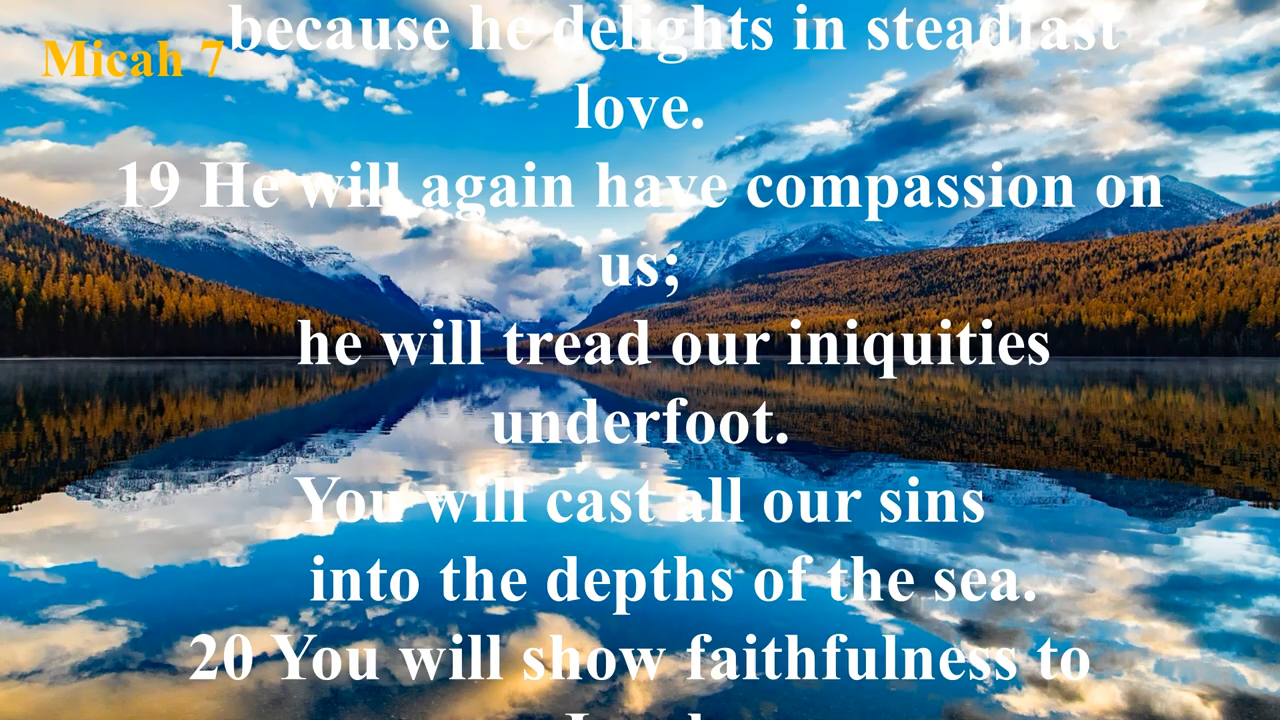 because he delights in steadfast
Micah 7
love.
19 He will again have compassion on
us;
he will tread our iniquities
underfoot.
You will cast all our sins
into the depths of the sea.
20 You will show faithfulness to